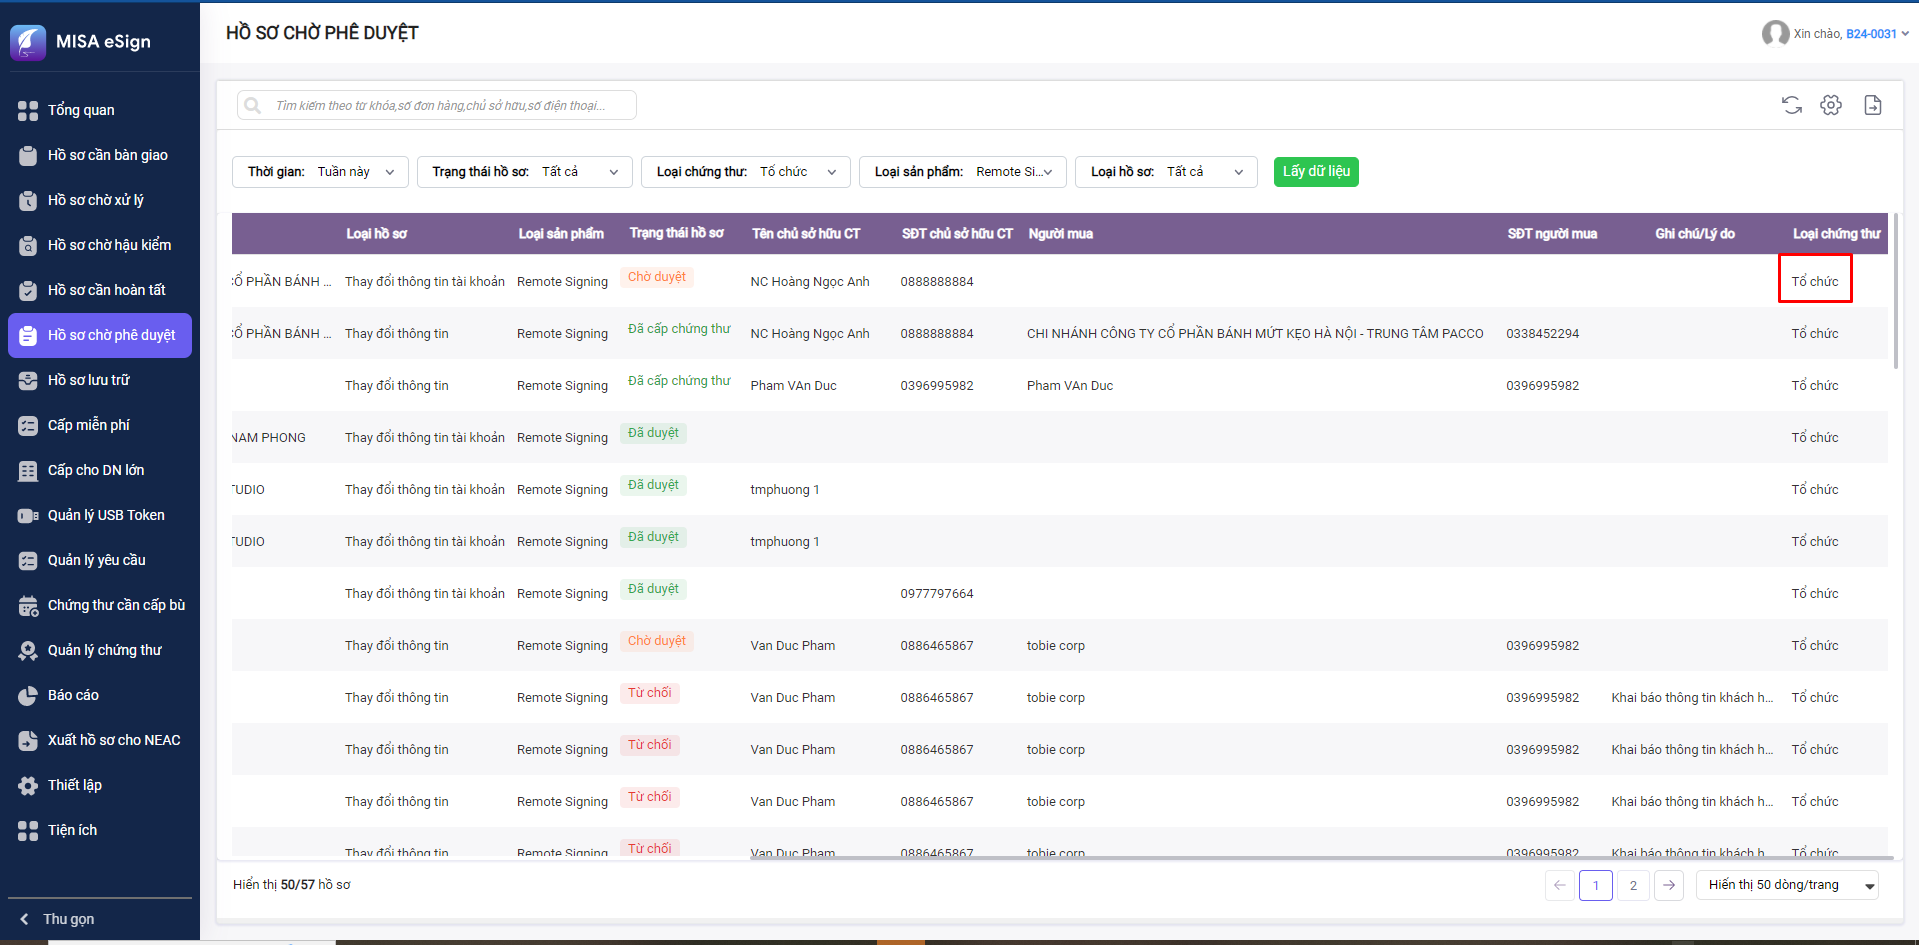 MISA eSign
HỒ SƠ CHỜ PHÊ DUYỆT
Xin chào, B24-0031
Tổng quan
Hồ sơ cần bàn giao
Hồ sơ chờ xử lý
Hồ sơ chờ hậu kiểm
Hồ sơ cần hoàn tất
Hồ sơ chờ phê duyệt
Hồ sơ lưu trữ
Cấp miễn phí
Cấp cho DN lớn
Quản lý USB Token
Quản lý yêu cầu
Chứng thư cần cấp bù
Quản lý chứng thư
Báo cáo
Xuất hồ sơ cho NEAC
Thiết lập
Tiện ích
Thu gọn
Tìm kiếm theo từ khóa,số đơn hàng,chủ sở hữu,số điện thoại...
Thời gian: Tuần này Trạng thái hồ sơ: Tất cả Loại chứng thư: Tổ chức Loại sản phẩm: Remote Si... Loại hồ sơ: Tất cả Lấy dữ liệu
Loại hồ sơ Loại sản phẩm Trạng thái hồ sơ Tên chủ sở hữu CT SĐT chủ sở hữu CT Người mua SĐT người mua Ghi chú/Lý do Loại chứng thư
CỔ PHẦN BÁNH ... Thay đổi thông tin tài khoản Remote Signing Chờ duyệt NC Hoàng Ngọc Anh 0888888884 Tổ chức
CỔ PHẦN BÁNH ... Thay đổi thông tin Remote Signing Đã cấp chứng thư NC Hoàng Ngọc Anh 0888888884 CHI NHÁNH CÔNG TY CỔ PHẦN BÁNH MỨT KẸO HÀ NỘI - TRUNG TÂM PACCO 0338452294 Tổ chức
Thay đổi thông tin Remote Signing Đã cấp chứng thư Pham VAn Duc 0396995982 Pham VAn Duc 0396995982 Tổ chức
NAM PHONG Thay đổi thông tin tài khoản Remote Signing Đã duyệt Tổ chức
TUDIO Thay đổi thông tin tài khoản Remote Signing Đã duyệt tmphuong 1 Tổ chức
TUDIO Thay đổi thông tin tài khoản Remote Signing Đã duyệt tmphuong 1 Tổ chức
Thay đổi thông tin tài khoản Remote Signing Đã duyệt 0977797664 Tổ chức
Thay đổi thông tin Remote Signing Chờ duyệt Van Duc Pham 0886465867 tobie corp 0396995982 Tổ chức
Thay đổi thông tin Remote Signing Từ chối Van Duc Pham 0886465867 tobie corp 0396995982 Khai báo thông tin khách h... Tổ chức
Thay đổi thông tin Remote Signing Từ chối Van Duc Pham 0886465867 tobie corp 0396995982 Khai báo thông tin khách h... Tổ chức
Thay đổi thông tin Remote Signing Từ chối Van Duc Pham 0886465867 tobie corp 0396995982 Khai báo thông tin khách h... Tổ chức
Thay đổi thông tin Remote Signing Từ chối Van Duc Pham 0886465867 tobie corp 0396995982 Khai báo thông tin khách h... Tổ chức
Hiển thị 50/57 hồ sơ
1 2 Hiển thị 50 dòng/trang